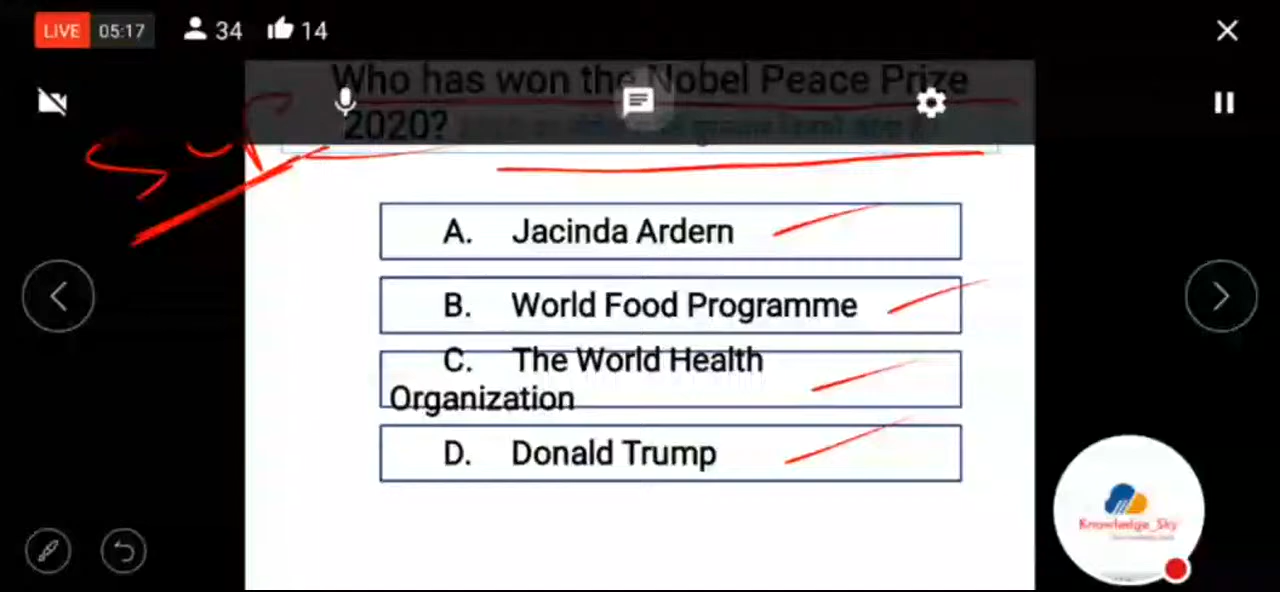 LIVE 05:17 34 14
Who has won the Nobel Peace Prize
2020?
A. Jacinda Ardern
B. World Food Programme
C. The World Health
Organization
D. Donald Trump
Knowledge_Sky